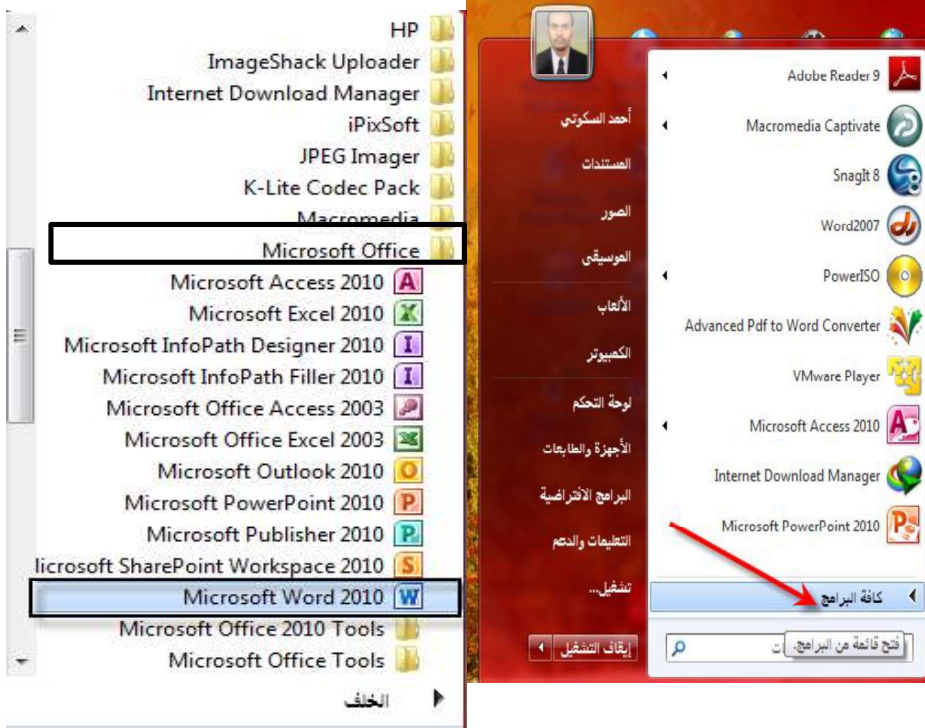 HP
ImageShack Uploader
Internet Download Manager
iPixSoft
JPEG Imager
K-Lite Codec Pack
Macromedia
Microsoft Office
Microsoft Access 2010
Microsoft Excel 2010
Microsoft InfoPath Designer 2010
Microsoft InfoPath Filler 2010
Microsoft Office Access 2003
Microsoft Office Excel 2003
Microsoft Outlook 2010
Microsoft PowerPoint 2010
Microsoft Publisher 2010
licrosoft SharePoint Workspace 2010
Microsoft Word 2010
Microsoft Office 2010 Tools
Microsoft Office Tools
الخلف
Adobe Reader 9
Macromedia Captivate
SnagIt 8
Word2007
PowerISO
Advanced Pdf to Word Converter
VMware Player
Microsoft Access 2010
Internet Download Manager
Microsoft PowerPoint 2010
كافة البرامج
فتح قائمة من البرامج.
أحمد السكوتي
المستندات
الصور
الموسيقى
الألعاب
الكمبيوتر
لوحة التحكم
الأجهزة والطابعات
البرامج الافتراضية
التعليمات والدعم
تشغيل...
إيقاف التشغيل